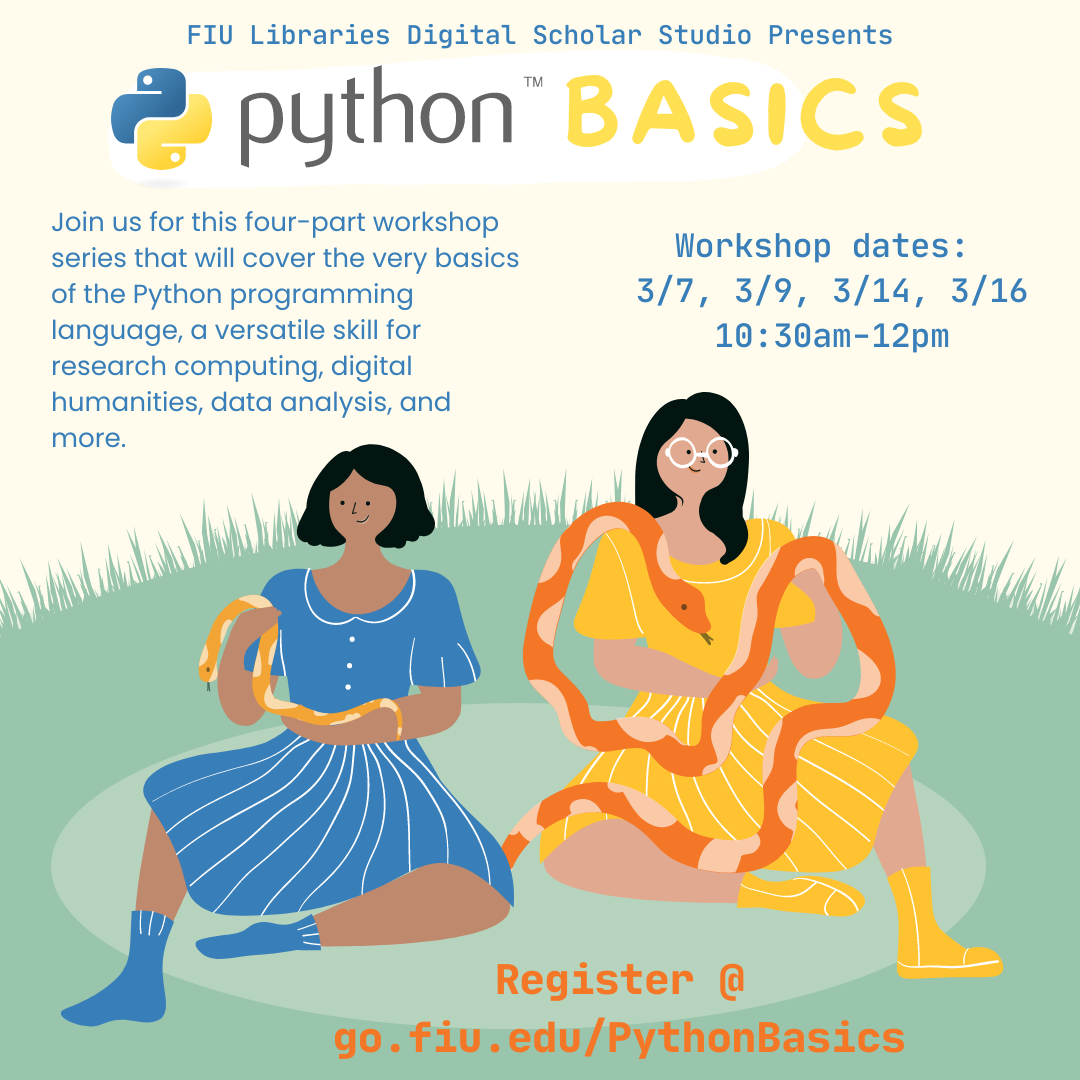 FIU Libraries Digital Scholar Studio Presents
python™ BASICS
Join us for this four-part workshop
series that will cover the very basics
of the Python programming
language, a versatile skill for
research computing, digital
humanities, data analysis, and
more.
Workshop dates:
3/7, 3/9, 3/14, 3/16
10:30am-12pm
Register @
go.fiu.edu/PythonBasics